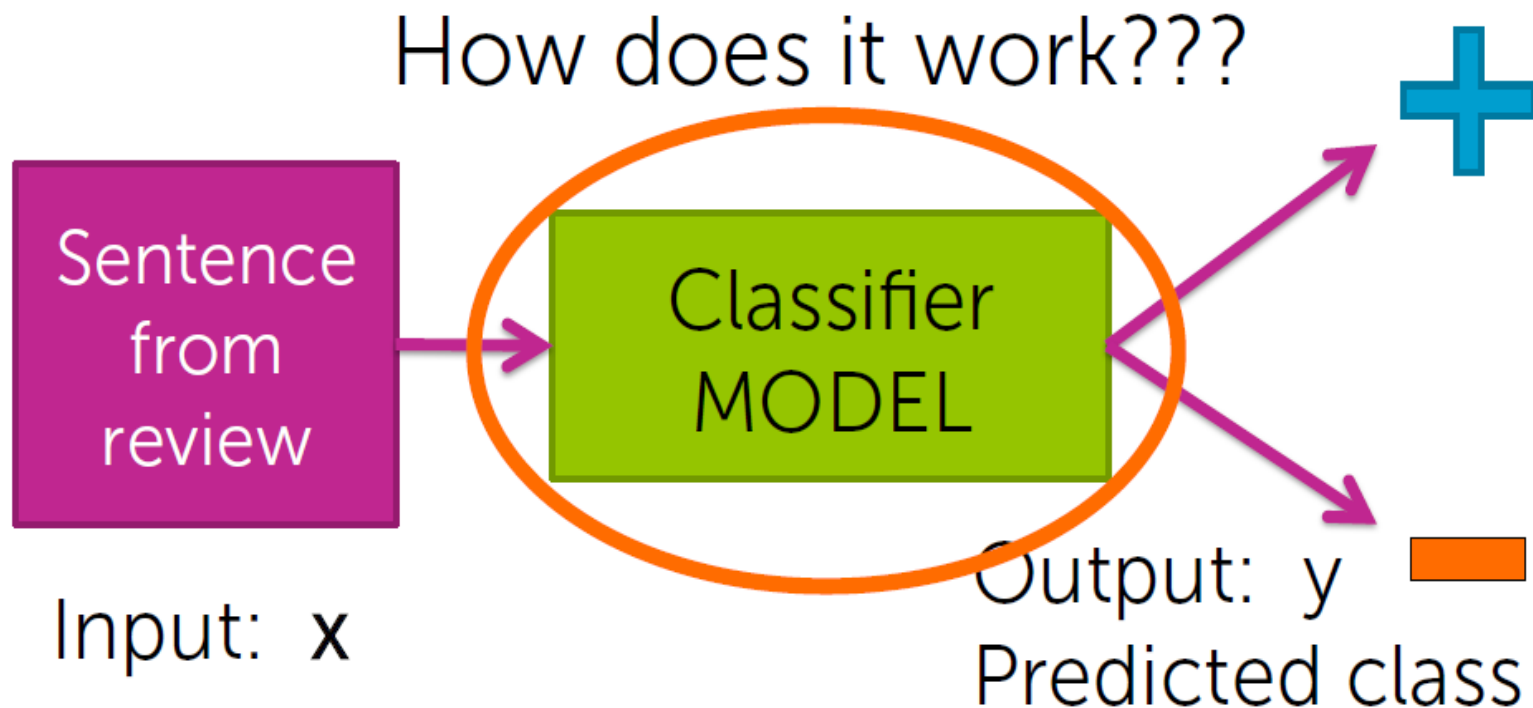 How does it work???
Sentence
from
review
Classifier
MODEL
Input: x
Output: y
Predicted class